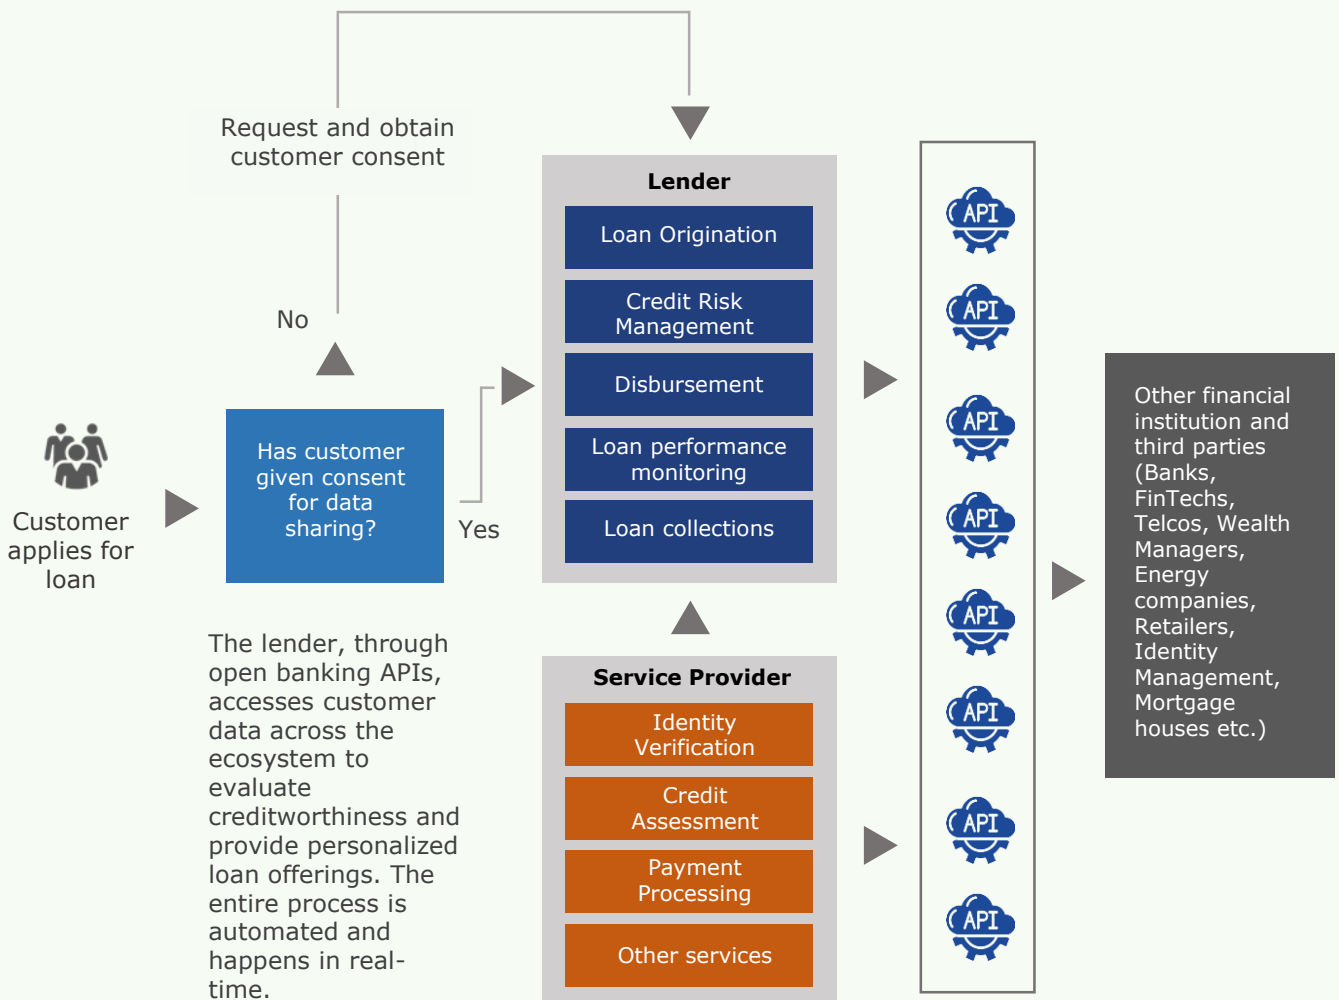 Request and obtain
customer consent
No
Customer
applies for
loan
Has customer
given consent
for data
sharing?
Yes
The lender, through
open banking APIs,
accesses customer
data across the
ecosystem to
evaluate
creditworthiness and
provide personalized
loan offerings. The
entire process is
automated and
happens in real-
time.
Lender
Loan Origination
Credit Risk
Management
Disbursement
Loan performance
monitoring
Loan collections
Service Provider
Identity
Verification
Credit
Assessment
Payment
Processing
Other services
API
API
API
API
API
API
API
API
Other financial
institution and
third parties
(Banks,
FinTechs,
Telcos, Wealth
Managers,
Energy
companies,
Retailers,
Identity
Management,
Mortgage
houses etc.)